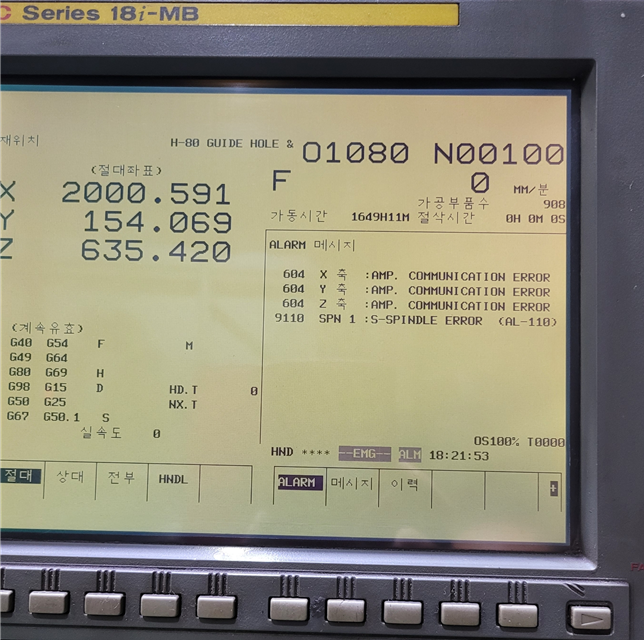 C Series 18i-MB
재위치
H-80 GUIDE HOLE & O1080 N00100
(절대좌표)
X 2000.591
Y 154.069
Z 635.420
F 0 MM/분
가공부품수 908
가동시간 1649H11M 절삭시간 0H 0M 0S
ALARM 메시지
604 X 축 :AMP. COMMUNICATION ERROR
604 Y 축 :AMP. COMMUNICATION ERROR
604 Z 축 :AMP. COMMUNICATION ERROR
9110 SPN 1 :S-SPINDLE ERROR (AL-110)
(계속유효)
G40 G54 F M
G49 G64
G80 G69 H
G98 G15 D HD.T 0
G50 G25 NX.T
G67 G50.1 S
실속도 0
OS100% T0000
HND **** --EMG-- ALM 18:21:53
절대 상대 전부 HNDL
ALARM 메시지 이력 +
FA